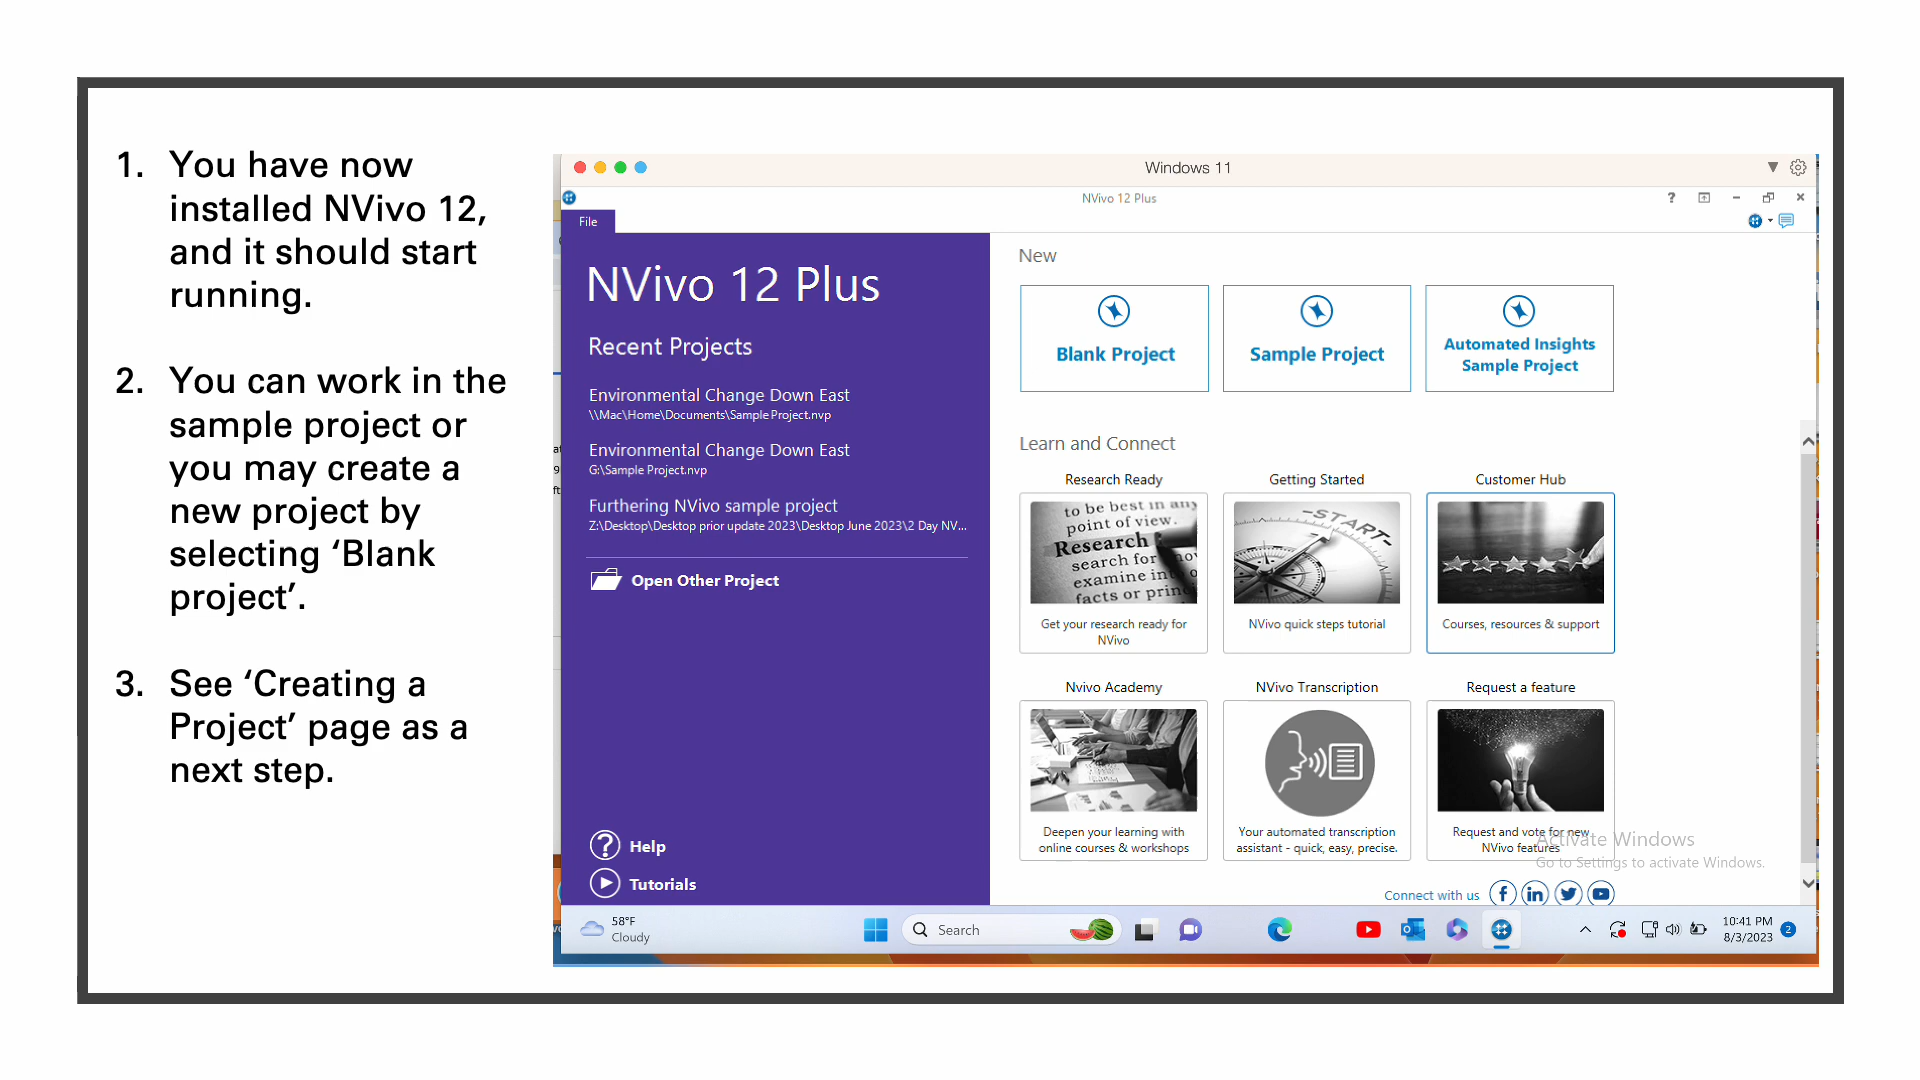 1. You have now
installed NVivo 12,
and it should start
running.
2. You can work in the
sample project or
you may create a
new project by
selecting ‘Blank
project’.
3. See ‘Creating a
Project’ page as a
next step.
Windows 11
NVivo 12 Plus
File
NVivo 12 Plus
Recent Projects
Environmental Change Down East
\\Mac\Home\Documents\Sample Project.nvp
Environmental Change Down East
G:\Sample Project.nvp
Furthering NVivo sample project
Z:\Desktop\Desktop prior update 2023\Desktop June 2023\2 Day NV...
Open Other Project
Help
Tutorials
New
Blank Project
Sample Project
Automated Insights
Sample Project
Learn and Connect
Research Ready
to be best in any
point of view.
Research
search for
examine
facts or
Get your research ready for
NVivo
Getting Started
START
NVivo quick steps tutorial
Customer Hub
Courses, resources & support
Nvivo Academy
Deepen your learning with
online courses & workshops
NVivo Transcription
Your automated transcription
assistant - quick, easy, precise.
Request a feature
Request and vote for new
NVivo features
Activate Windows
Go to Settings to activate Windows.
Connect with us
58°F
Cloudy
Search
10:41 PM
8/3/2023
2